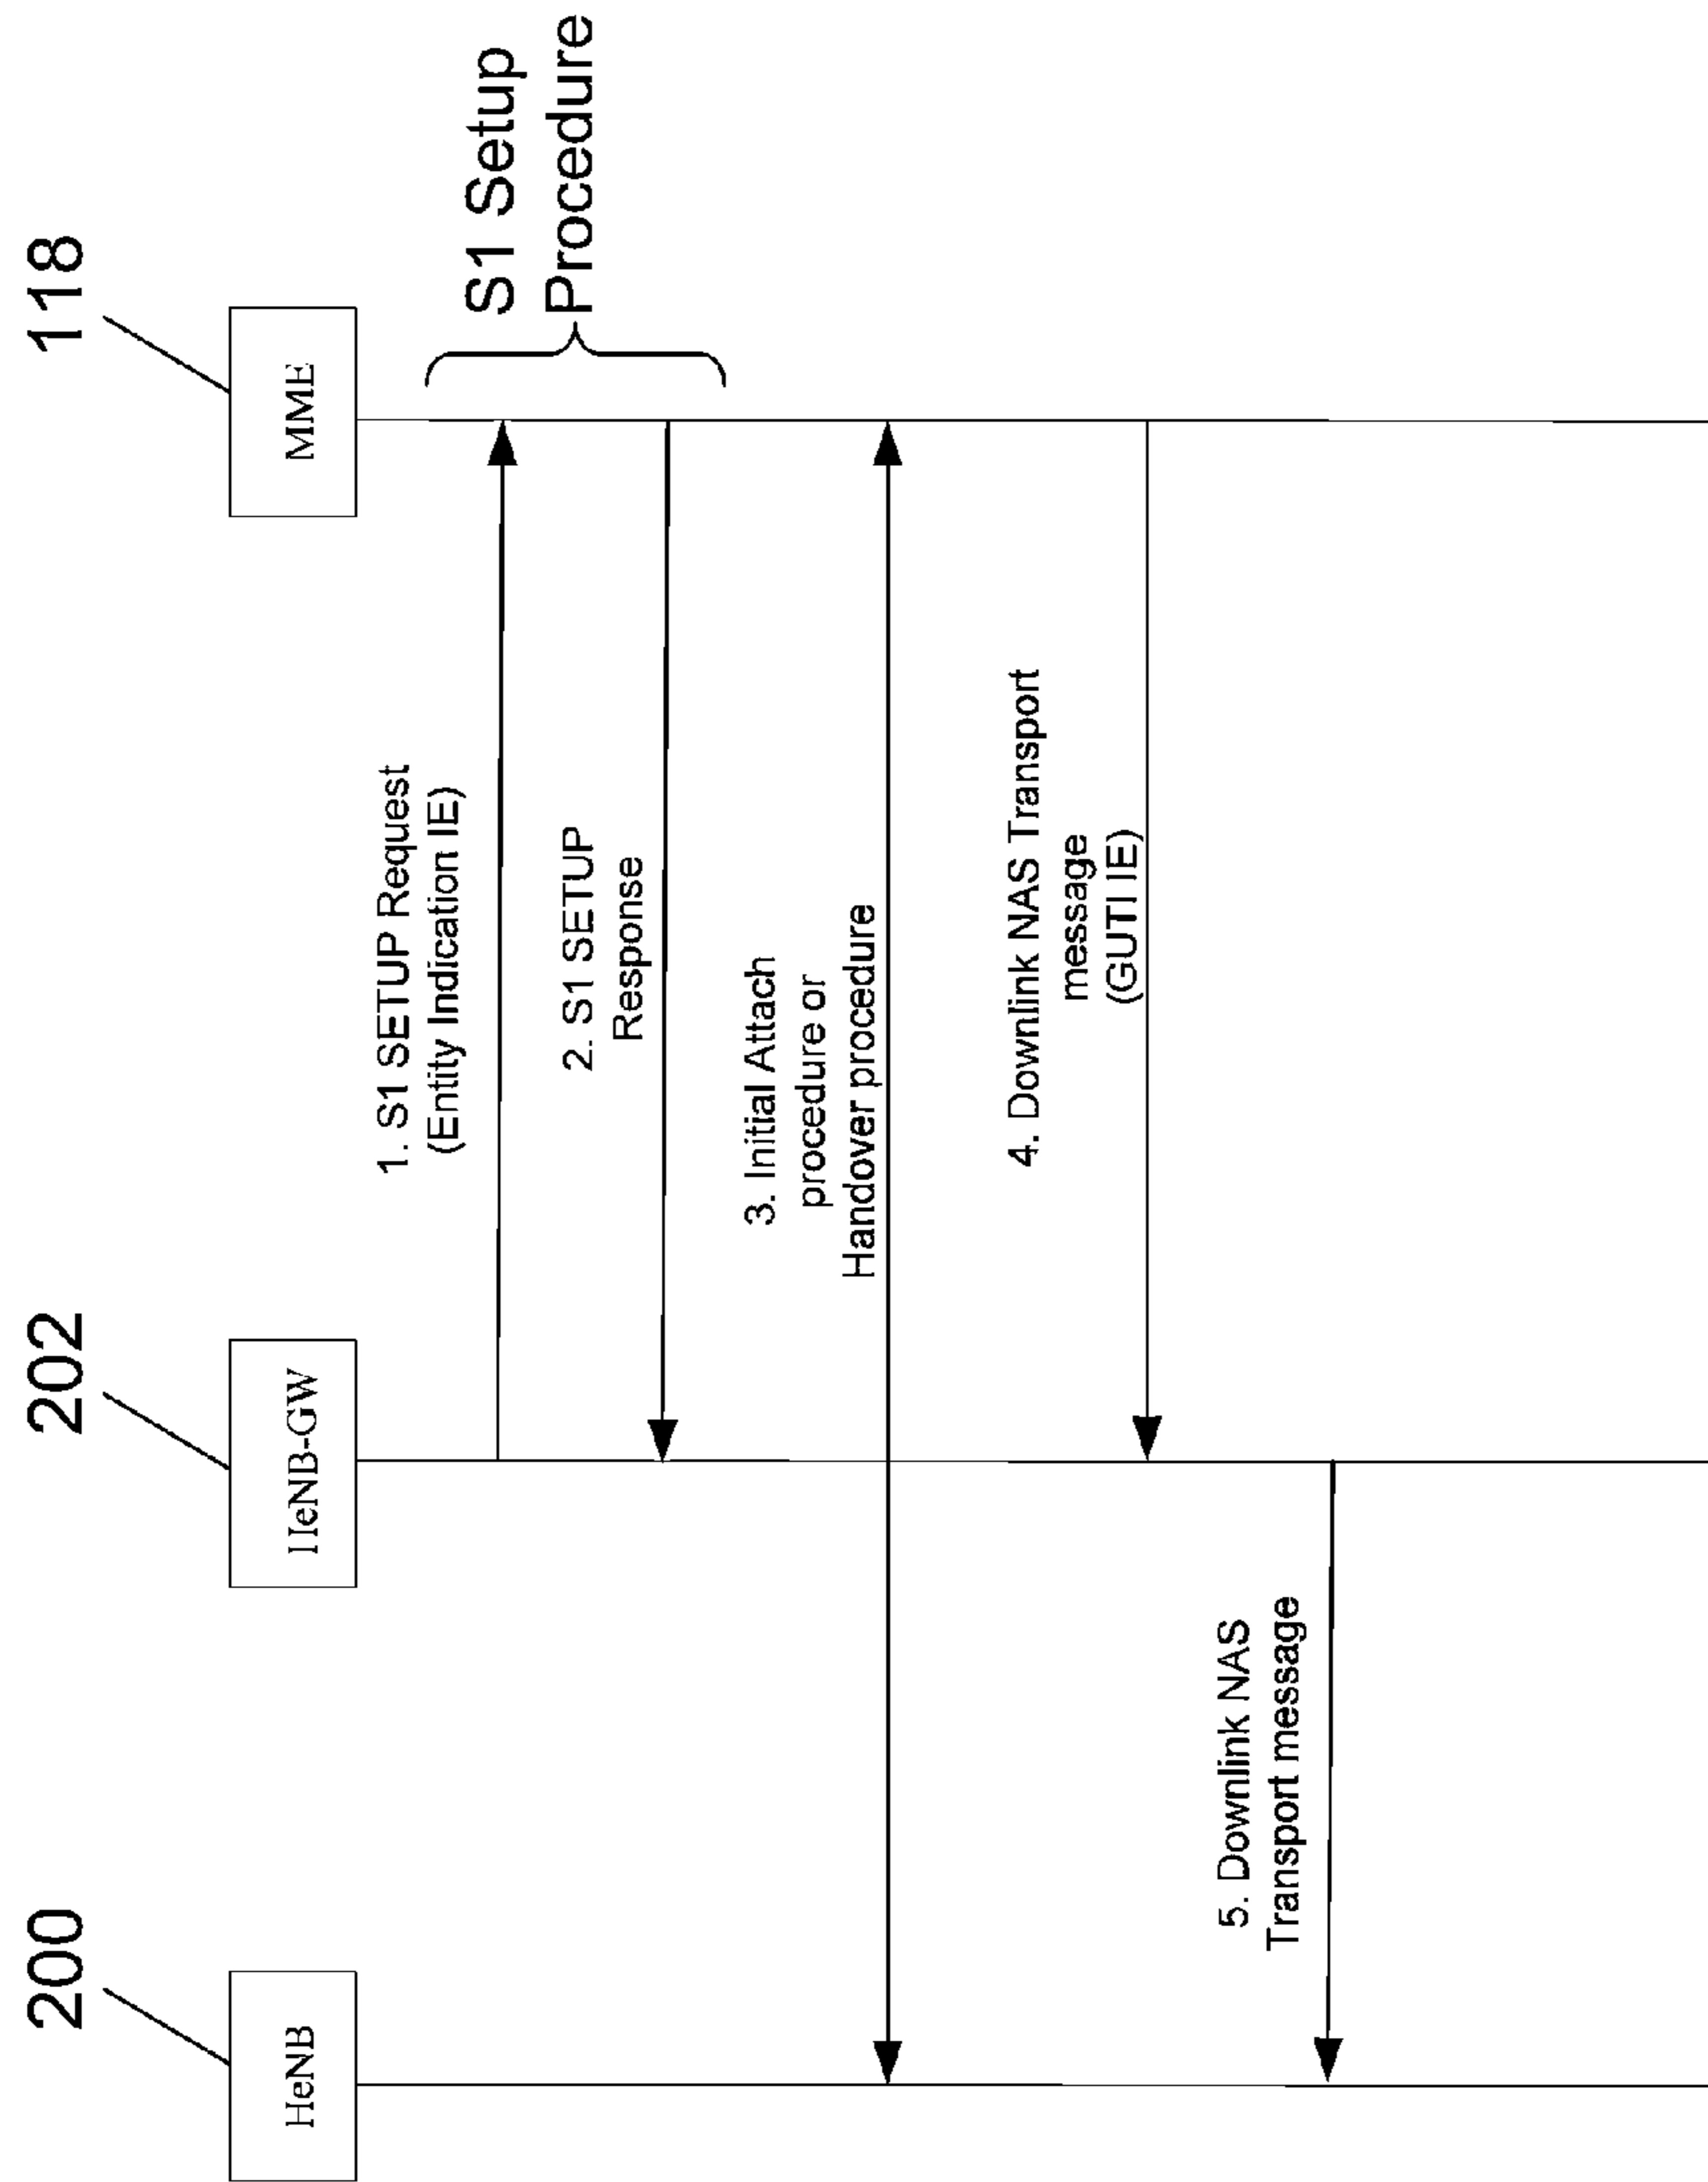 200
202
118
HeNB
HeNB-GW
MME
S1 Setup
Procedure
1. S1 SETUP Request
(Entity Indication IE)
2. S1 SETUP
Response
3. Initial Attach
procedure or
Handover procedure
4. Downlink NAS Transport
message
(GUTI IE)
5. Downlink NAS
Transport message